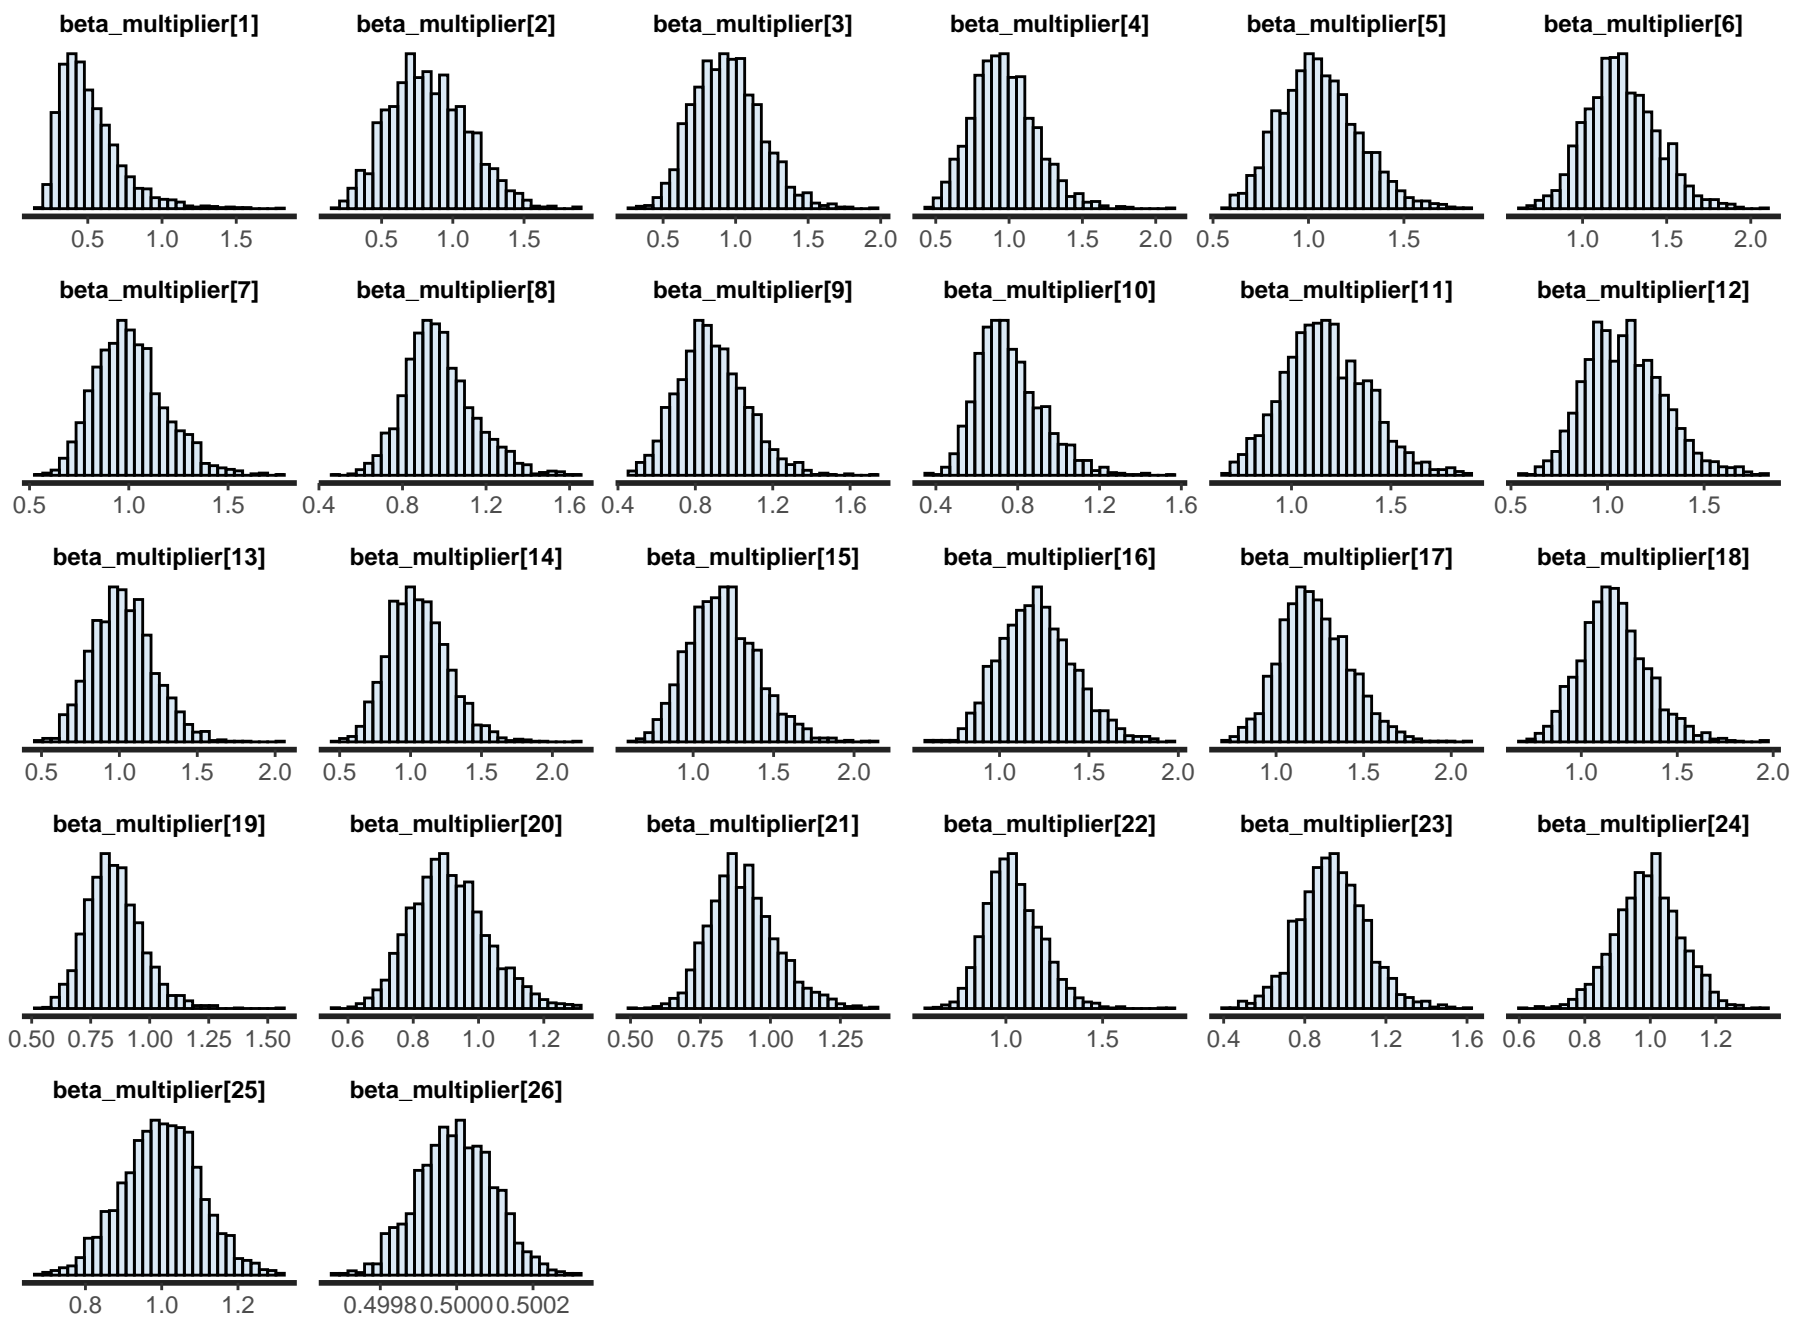 beta_multiplier[1] beta_multiplier[2] beta_multiplier[3] beta_multiplier[4] beta_multiplier[5] beta_multiplier[6]
0.5 1.0 1.5 0.5 1.0 1.5 0.5 1.0 1.5 2.0 0.5 1.0 1.5 2.0 0.5 1.0 1.5 1.0 1.5 2.0
beta_multiplier[7] beta_multiplier[8] beta_multiplier[9] beta_multiplier[10] beta_multiplier[11] beta_multiplier[12]
0.5 1.0 1.5 0.4 0.8 1.2 1.6 0.4 0.8 1.2 1.6 0.4 0.8 1.2 1.6 1.0 1.5 0.5 1.0 1.5
beta_multiplier[13] beta_multiplier[14] beta_multiplier[15] beta_multiplier[16] beta_multiplier[17] beta_multiplier[18]
0.5 1.0 1.5 2.0 0.5 1.0 1.5 2.0 1.0 1.5 2.0 1.0 1.5 2.0 1.0 1.5 2.0 1.0 1.5 2.0
beta_multiplier[19] beta_multiplier[20] beta_multiplier[21] beta_multiplier[22] beta_multiplier[23] beta_multiplier[24]
0.50 0.75 1.00 1.25 1.50 0.6 0.8 1.0 1.2 0.50 0.75 1.00 1.25 1.0 1.5 0.4 0.8 1.2 1.6 0.6 0.8 1.0 1.2
beta_multiplier[25] beta_multiplier[26]
0.8 1.0 1.2 0.4998 0.5000 0.5002